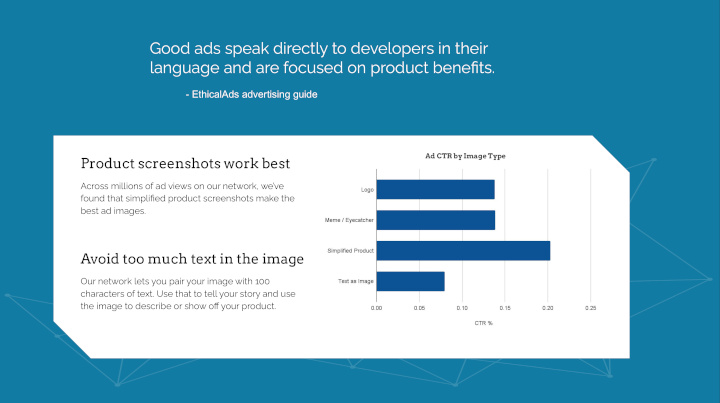 Good ads speak directly to developers in their
language and are focused on product benefits.
- EthicalAds advertising guide
Product screenshots work best
Across millions of ad views on our network, we've
found that simplified product screenshots make the
best ad images.
Avoid too much text in the image
Our network lets you pair your image with 100
characters of text. Use that to tell your story and use
the image to describe or show off your product.
Ad CTR by Image Type
Logo
Meme / Eyecatcher
Simplified Product
Text as Image
0.00 0.05 0.10 0.15 0.20 0.25
CTR %